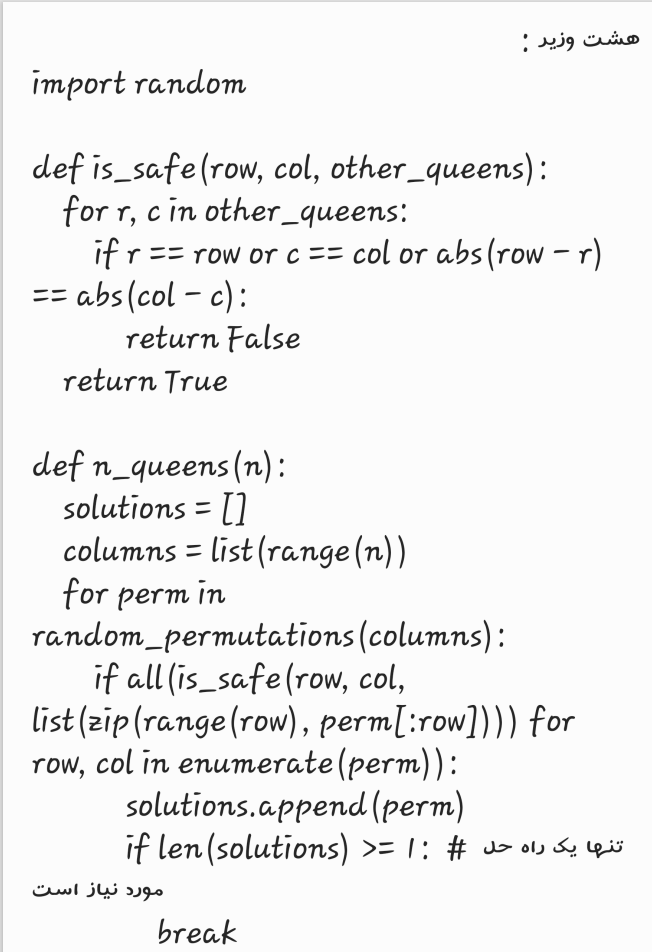 هشت وزیر :
import random
def is_safe(row, col, other_queens):
for r, c in other_queens:
if r == row or c == col or abs(row - r)
== abs(col - c):
return False
return True
def n_queens(n):
solutions = []
columns = list(range(n))
for perm in
random_permutations(columns):
if all(is_safe(row, col,
list(zip(range(row), perm[:row]))) for
row, col in enumerate(perm)):
solutions.append(perm)
if len(solutions) >= 1: # تنها یک راه حل
مورد نیاز است
break